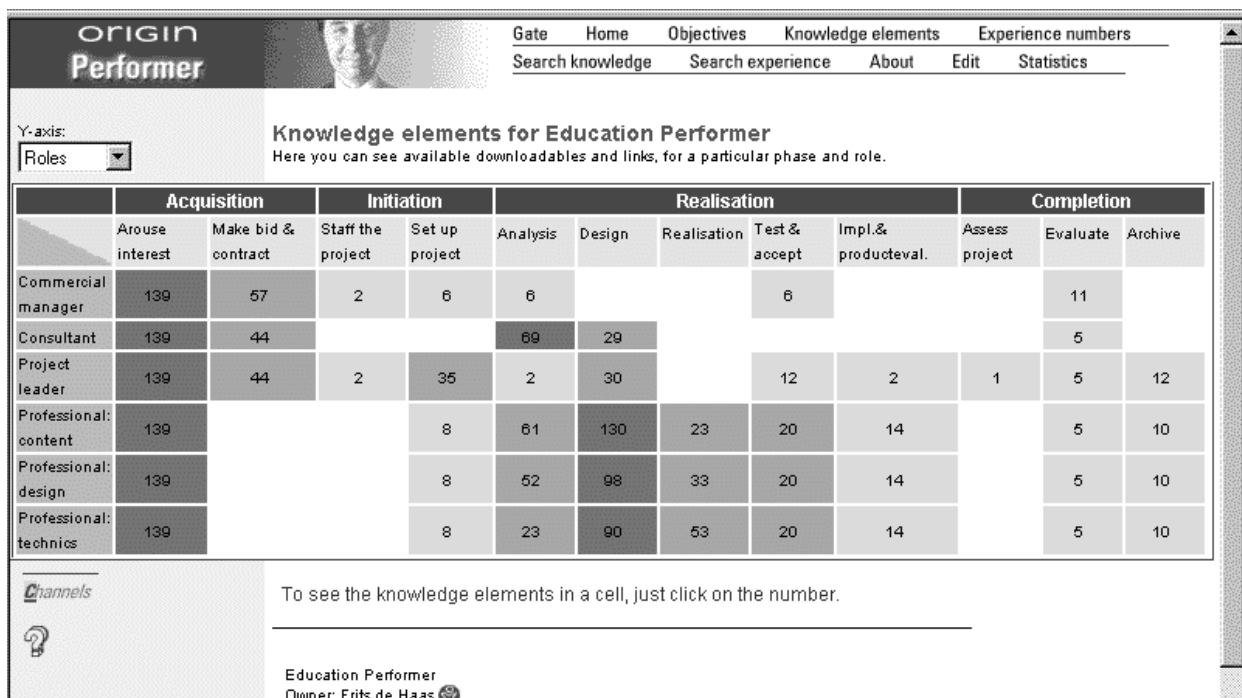 origin
Performer
Gate Home Objectives Knowledge elements Experience numbers
Search knowledge Search experience About Edit Statistics
Y-axis:
Roles
Knowledge elements for Education Performer
Here you can see available downloadables and links, for a particular phase and role.
Acquisition Initiation Realisation Completion
Arouse interest Make bid & contract Staff the project Set up project Analysis Design Realisation Test & accept Impl.& producteval. Assess project Evaluate Archive
Commercial manager 139 57 2 6 6 6 11
Consultant 139 44 69 29 5
Project leader 139 44 2 35 2 30 12 2 1 5 12
Professional: content 139 8 61 130 23 20 14 5 10
Professional: design 139 8 52 98 33 20 14 5 10
Professional: technics 139 8 23 90 53 20 14 5 10
Channels
To see the knowledge elements in a cell, just click on the number.
Education Performer
Owner: Frits de Haas